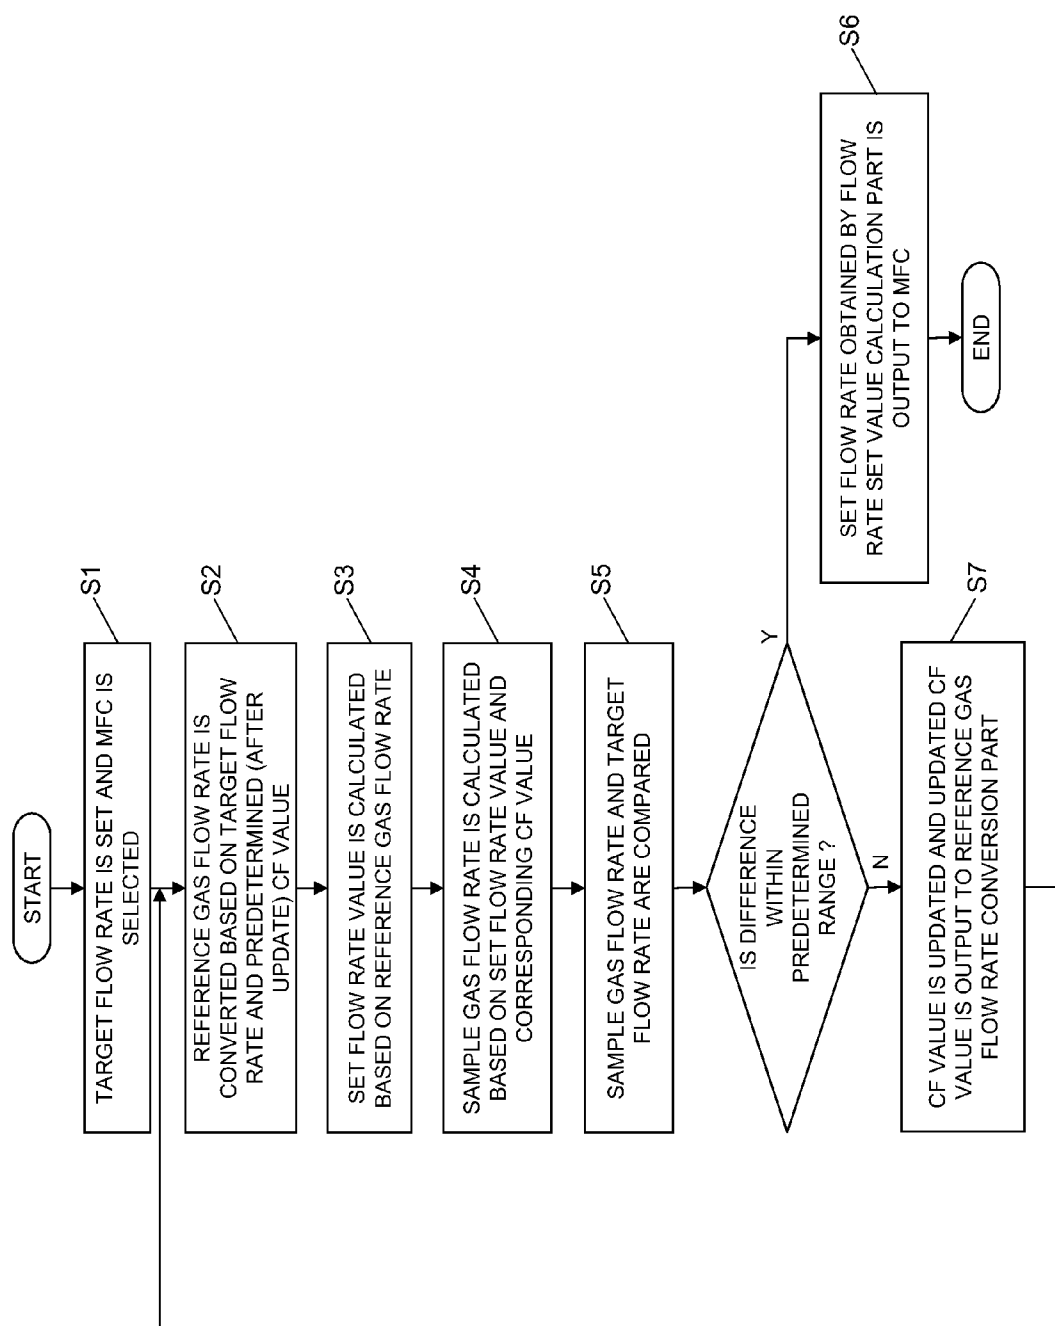 START
TARGET FLOW RATE IS SET AND MFC IS
SELECTED
S1
REFERENCE GAS FLOW RATE IS
CONVERTED BASED ON TARGET FLOW
RATE AND PREDETERMINED (AFTER
UPDATE) CF VALUE
S2
SET FLOW RATE VALUE IS CALCULATED
BASED ON REFERENCE GAS FLOW RATE
S3
SAMPLE GAS FLOW RATE IS CALCULATED
BASED ON SET FLOW RATE VALUE AND
CORRESPONDING CF VALUE
S4
SAMPLE GAS FLOW RATE AND TARGET
FLOW RATE ARE COMPARED
S5
IS DIFFERENCE
WITHIN
PREDETERMINED
RANGE ?
Y
N
SET FLOW RATE OBTAINED BY FLOW
RATE SET VALUE CALCULATION PART IS
OUTPUT TO MFC
S6
END
CF VALUE IS UPDATED AND UPDATED CF
VALUE IS OUTPUT TO REFERENCE GAS
FLOW RATE CONVERSION PART
S7